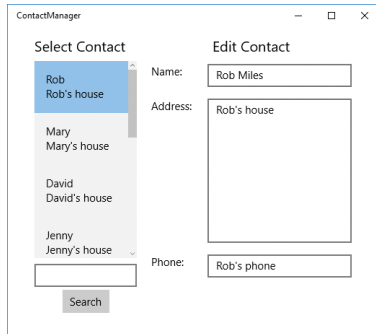 ContactManager
Select Contact
Rob
Rob's house
Mary
Mary's house
David
David's house
Jenny
Jenny's house
Search
Edit Contact
Name:
Rob Miles
Address:
Rob's house
Phone:
Rob's phone